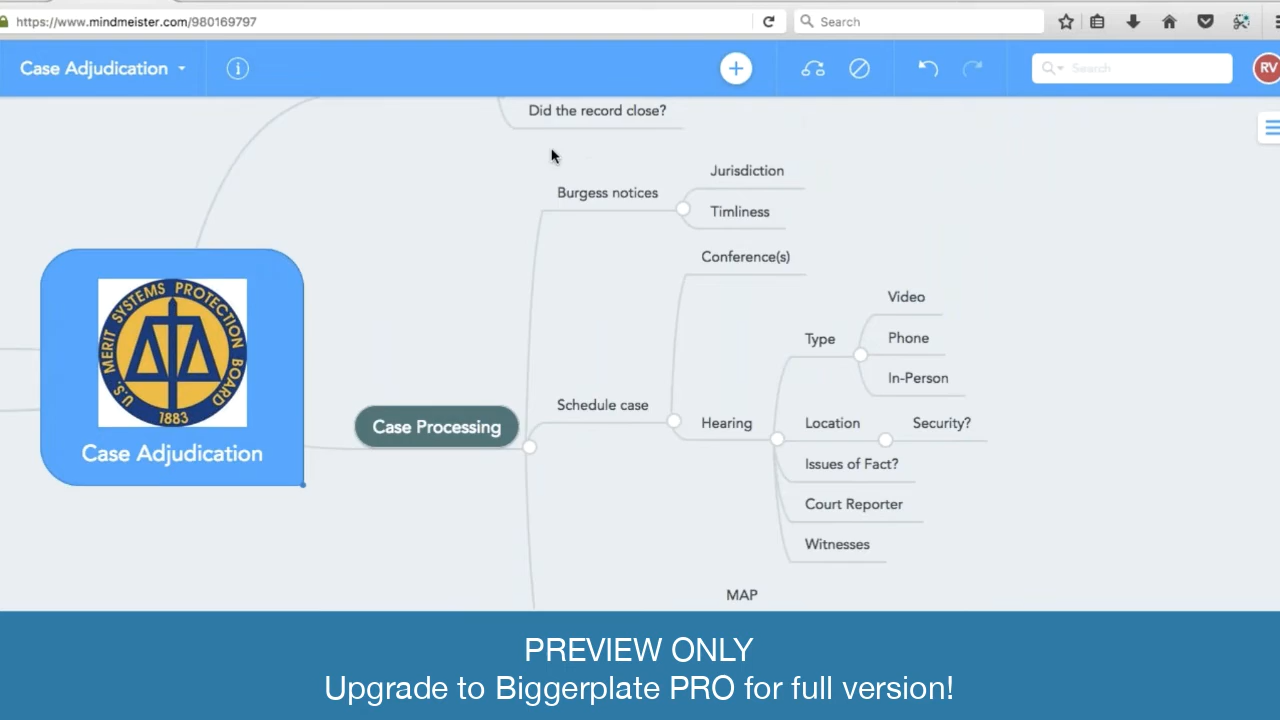 https://www.mindmeister.com/980169797
Search
Case Adjudication
Search
RV
Did the record close?
Burgess notices
Jurisdiction
Timliness
Conference(s)
Video
Type
Phone
In-Person
Schedule case
Hearing
Location
Security?
Issues of Fact?
Court Reporter
Witnesses
MAP
Case Processing
U.S. MERIT SYSTEMS PROTECTION BOARD
1883
Case Adjudication
PREVIEW ONLY
Upgrade to Biggerplate PRO for full version!